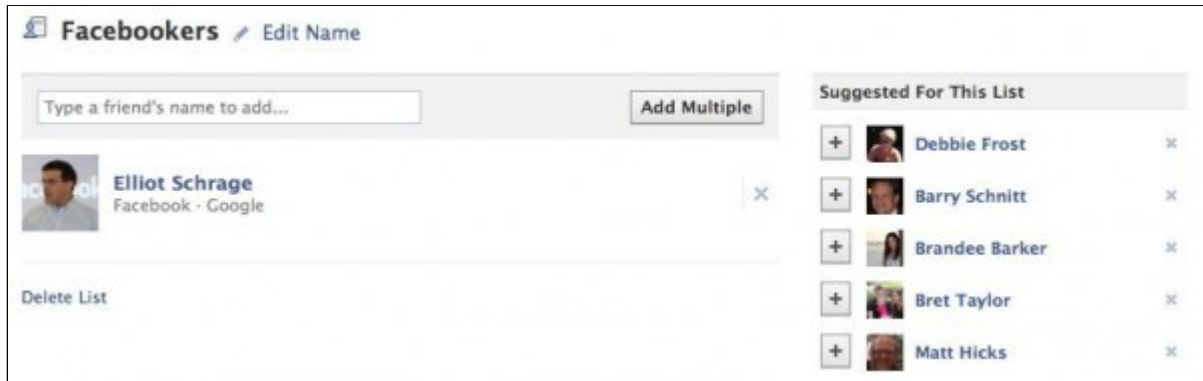 Facebookers Edit Name
Type a friend's name to add...
Add Multiple
Elliot Schrage
Facebook · Google
Delete List
Suggested For This List
Debbie Frost
Barry Schnitt
Brandee Barker
Bret Taylor
Matt Hicks